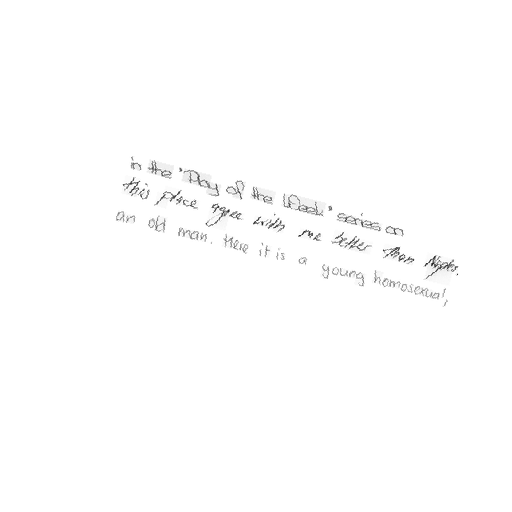 in the "Play of the Week" series on
this place agree with me better than Naples.
an old man. Here it is a young homosexual,